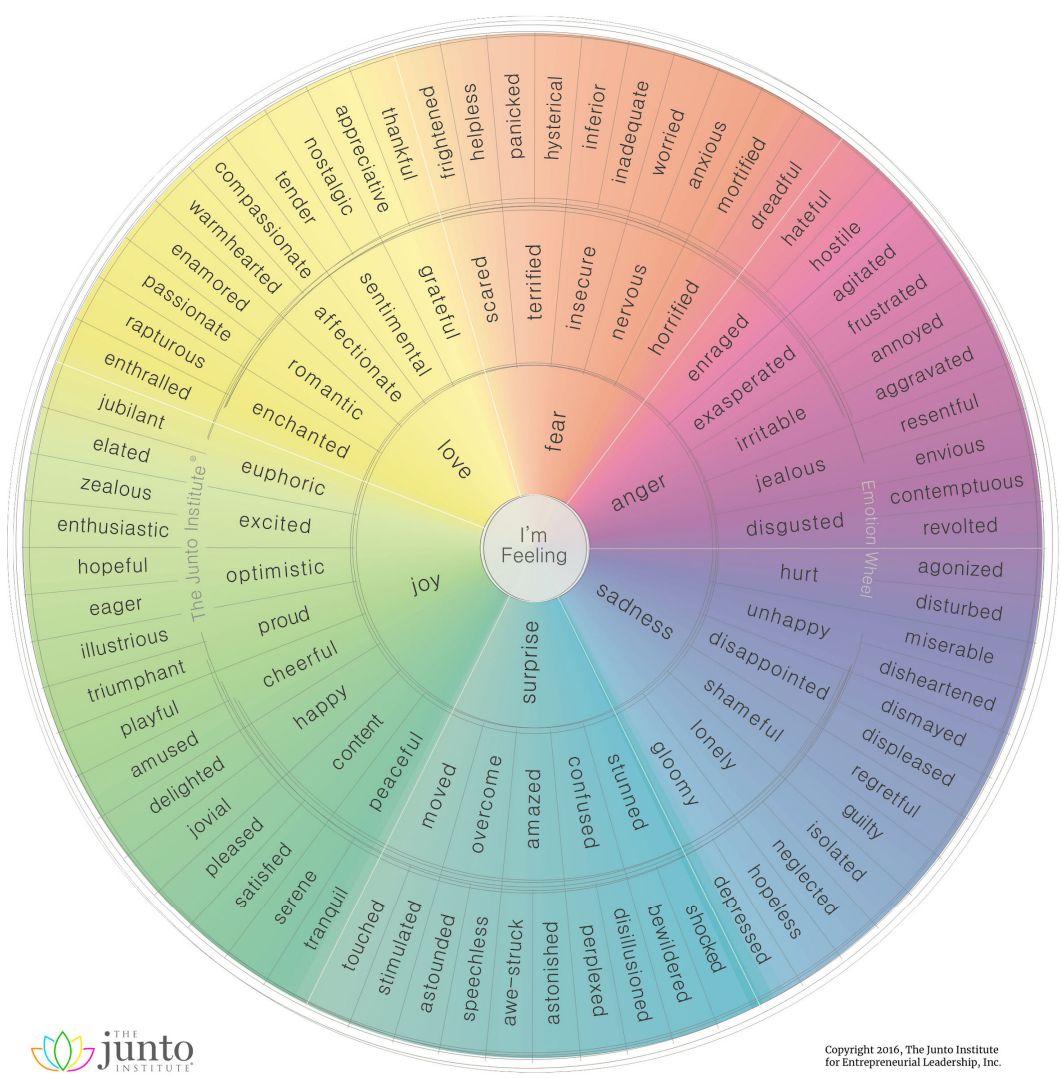 I'm
Feeling
fear
anger
sadness
surprise
joy
love
scared
terrified
insecure
nervous
horrified
enraged
exasperated
irritable
jealous
disgusted
hurt
unhappy
disappointed
shameful
lonely
gloomy
stunned
confused
amazed
overcome
moved
peaceful
content
happy
cheerful
proud
optimistic
excited
euphoric
enchanted
romantic
affectionate
sentimental
grateful
frightened
helpless
panicked
hysterical
inferior
inadequate
worried
anxious
mortified
dreadful
hateful
hostile
agitated
frustrated
annoyed
aggravated
resentful
envious
contemptuous
revolted
agonized
disturbed
miserable
disheartened
dismayed
displeased
regretful
guilty
isolated
neglected
hopeless
depressed
shocked
bewildered
disillusioned
perplexed
astonished
awe-struck
speechless
astounded
stimulated
touched
tranquil
serene
satisfied
pleased
jovial
delighted
amused
playful
triumphant
illustrious
eager
hopeful
enthusiastic
zealous
elated
jubilant
enthralled
rapturous
passionate
enamored
warmhearted
compassionate
tender
nostalgic
appreciative
thankful
The Junto Institute®
Emotion Wheel
THE
junto
INSTITUTE®
Copyright 2016, The Junto Institute
for Entrepreneurial Leadership, Inc.